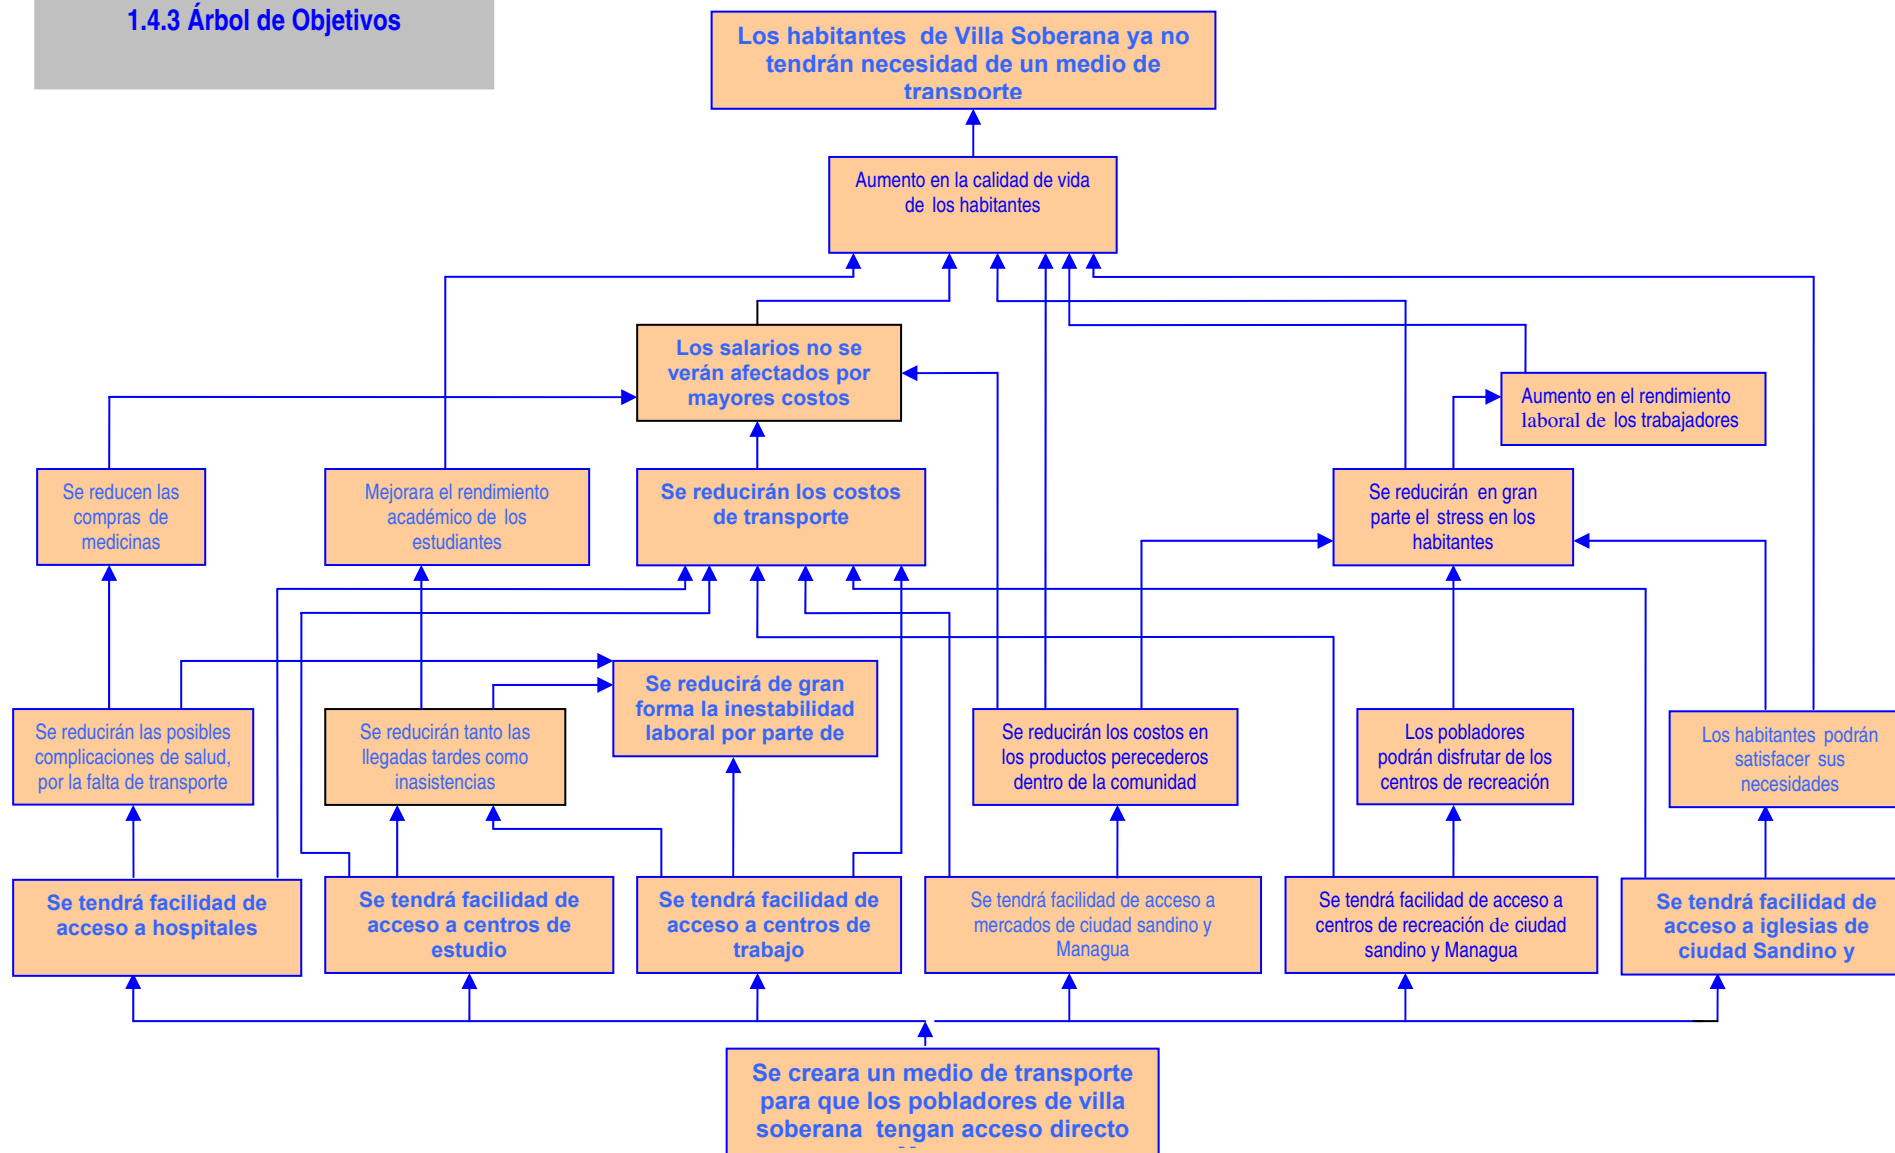 1.4.3 Árbol de Objetivos
Los habitantes de Villa Soberana ya no
tendrán necesidad de un medio de
transporte
Aumento en la calidad de vida
de los habitantes
Los salarios no se
verán afectados por
mayores costos
Aumento en el rendimiento
laboral de los trabajadores
Se reducen las
compras de
medicinas
Mejorara el rendimiento
académico de los
estudiantes
Se reducirán los costos
de transporte
Se reducirán en gran
parte el stress en los
habitantes
Se reducirá de gran
forma la inestabilidad
laboral por parte de
Se reducirán las posibles
complicaciones de salud,
por la falta de transporte
Se reducirán tanto las
llegadas tardes como
inasistencias
Se reducirán los costos en
los productos perecederos
dentro de la comunidad
Los pobladores
podrán disfrutar de los
centros de recreación
Los habitantes podrán
satisfacer sus
necesidades
Se tendrá facilidad de
acceso a hospitales
Se tendrá facilidad de
acceso a centros de
estudio
Se tendrá facilidad de
acceso a centros de
trabajo
Se tendrá facilidad de acceso a
mercados de ciudad sandino y
Managua
Se tendrá facilidad de acceso a
centros de recreación de ciudad
sandino y Managua
Se tendrá facilidad de
acceso a iglesias de
ciudad Sandino y
Se creara un medio de transporte
para que los pobladores de villa
soberana tengan acceso directo